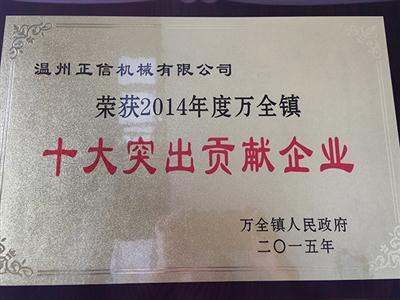 温州正信机械有限公司
荣获2014年度万全镇
十大突出贡献企业
万全镇人民政府
二〇一五年